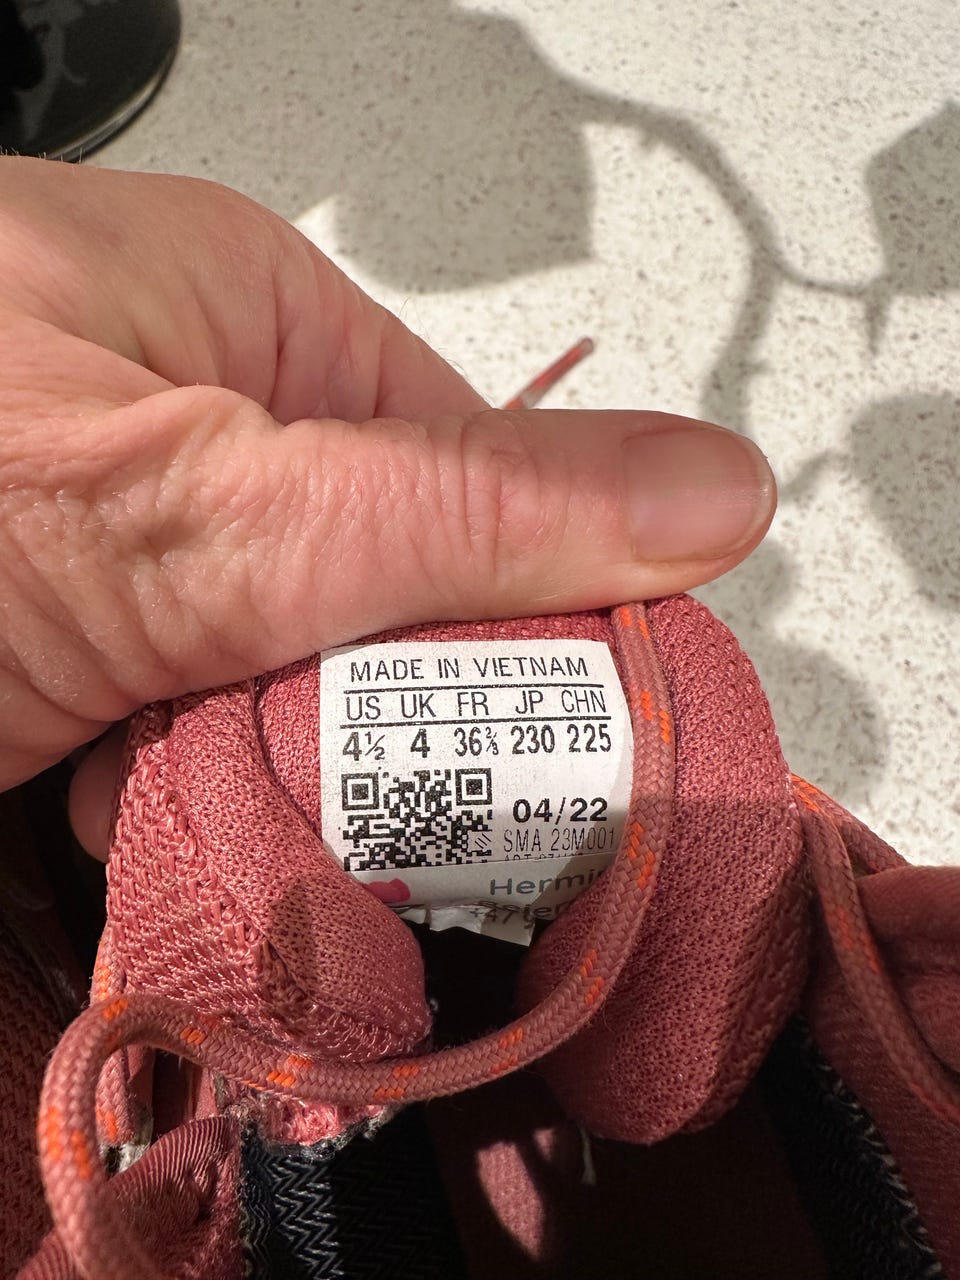 MADE IN VIETNAM
US UK FR JP CHN
4½ 4 36⅔ 230 225
04/22
SMA 23M001